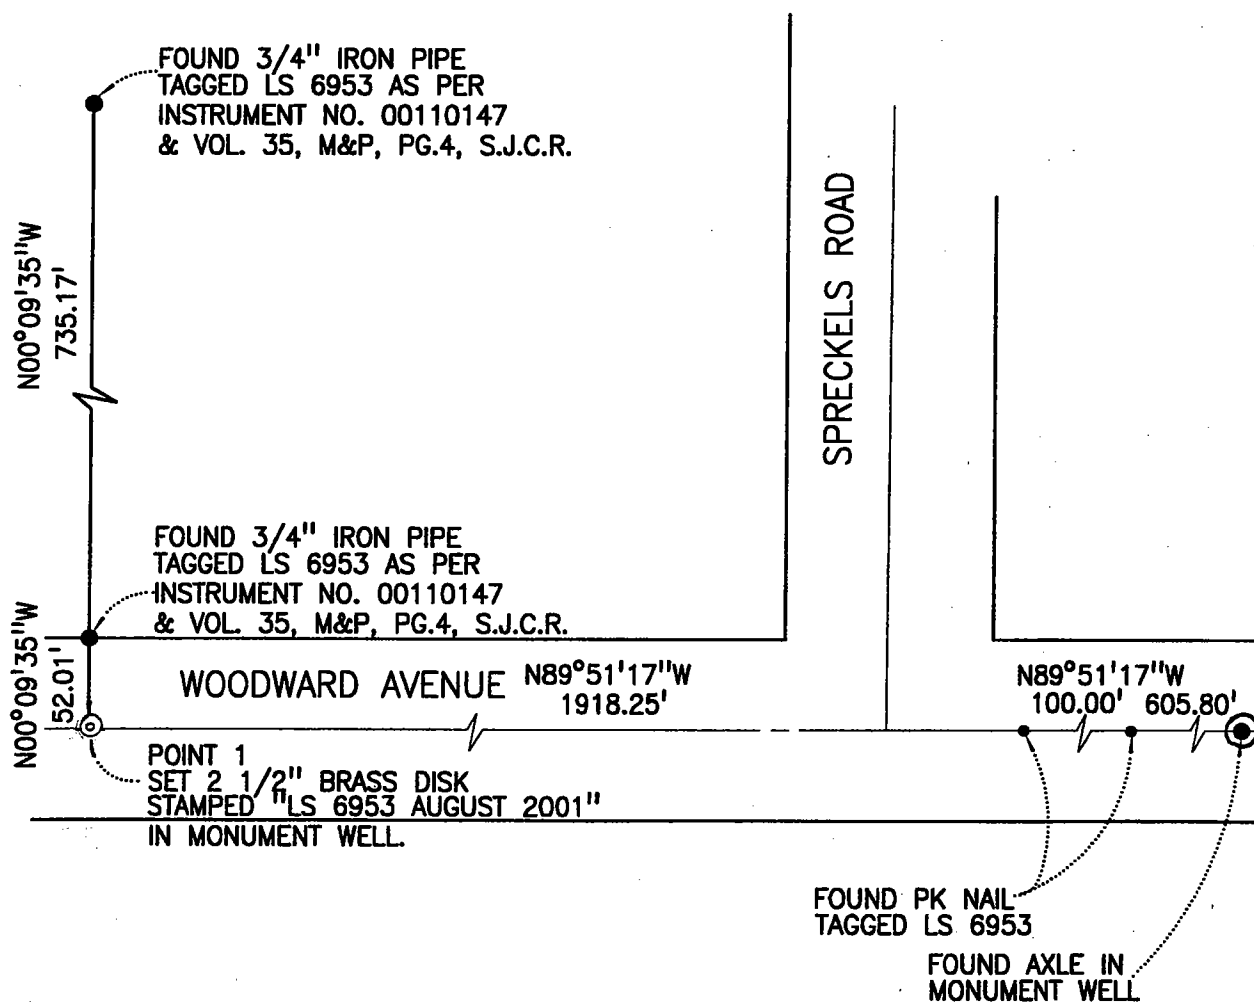 FOUND 3/4" IRON PIPE
TAGGED LS 6953 AS PER
INSTRUMENT NO. 00110147
& VOL. 35, M&P, PG.4, S.J.C.R.
N00°09'35"W
735.17'
SPRECKELS ROAD
FOUND 3/4" IRON PIPE
TAGGED LS 6953 AS PER
INSTRUMENT NO. 00110147
& VOL. 35, M&P, PG.4, S.J.C.R.
N00°09'35"W
52.01'
WOODWARD AVENUE
N89°51'17"W
1918.25'
N89°51'17"W
100.00'
605.80'
POINT 1
SET 2 1/2" BRASS DISK
STAMPED "LS 6953 AUGUST 2001"
IN MONUMENT WELL.
FOUND PK NAIL
TAGGED LS 6953
FOUND AXLE IN
MONUMENT WELL